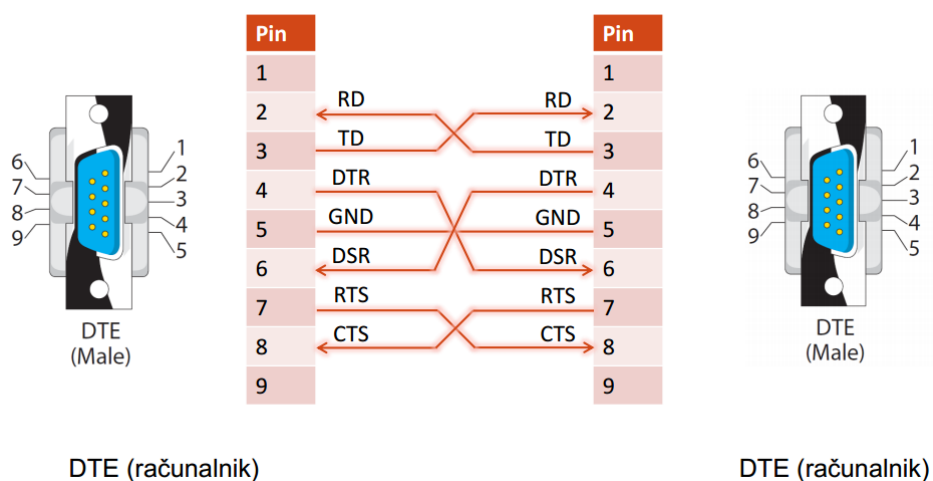 Pin Pin
1 1
2 RD RD 2
3 TD TD 3
4 DTR DTR 4
5 GND GND 5
6 DSR DSR 6
7 RTS RTS 7
8 CTS CTS 8
9 9
6 1
7 2
8 3
9 4
5
DTE
(Male)
6 1
7 2
8 3
9 4
5
DTE
(Male)
DTE (računalnik) DTE (računalnik)